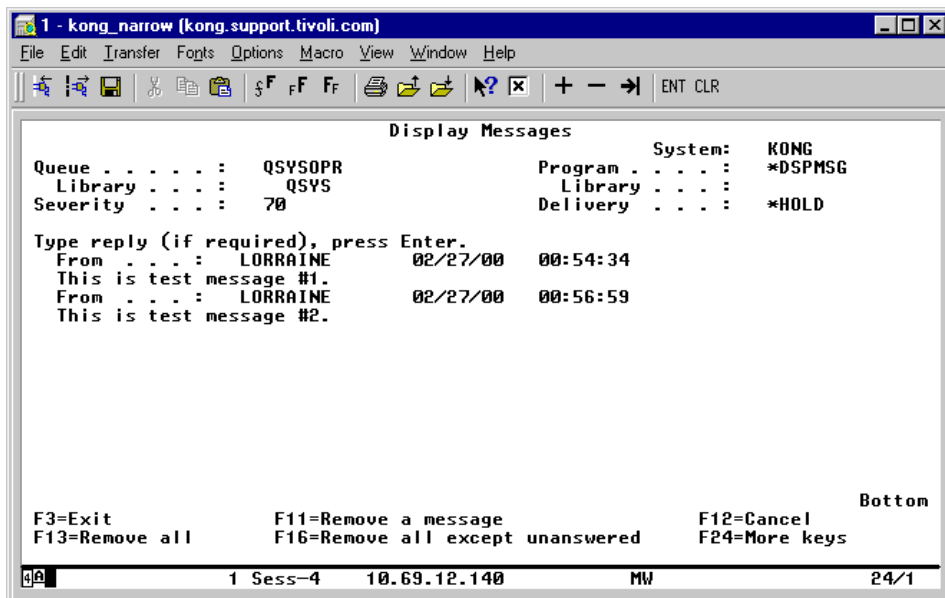 1 - kong_narrow (kong.support.tivoli.com)
File Edit Transfer Fonts Options Macro View Window Help
ENT CLR
Display Messages
System: KONG
Queue . . . . . : QSYSOPR Program . . . . : *DSPMSG
Library . . . : QSYS Library . . . :
Severity . . . : 70 Delivery . . . : *HOLD
Type reply (if required), press Enter.
From . . . : LORRAINE 02/27/00 00:54:34
This is test message #1.
From . . . : LORRAINE 02/27/00 00:56:59
This is test message #2.
Bottom
F3=Exit F11=Remove a message F12=Cancel
F13=Remove all F16=Remove all except unanswered F24=More keys
4A 1 Sess-4 10.69.12.140 MW 24/1